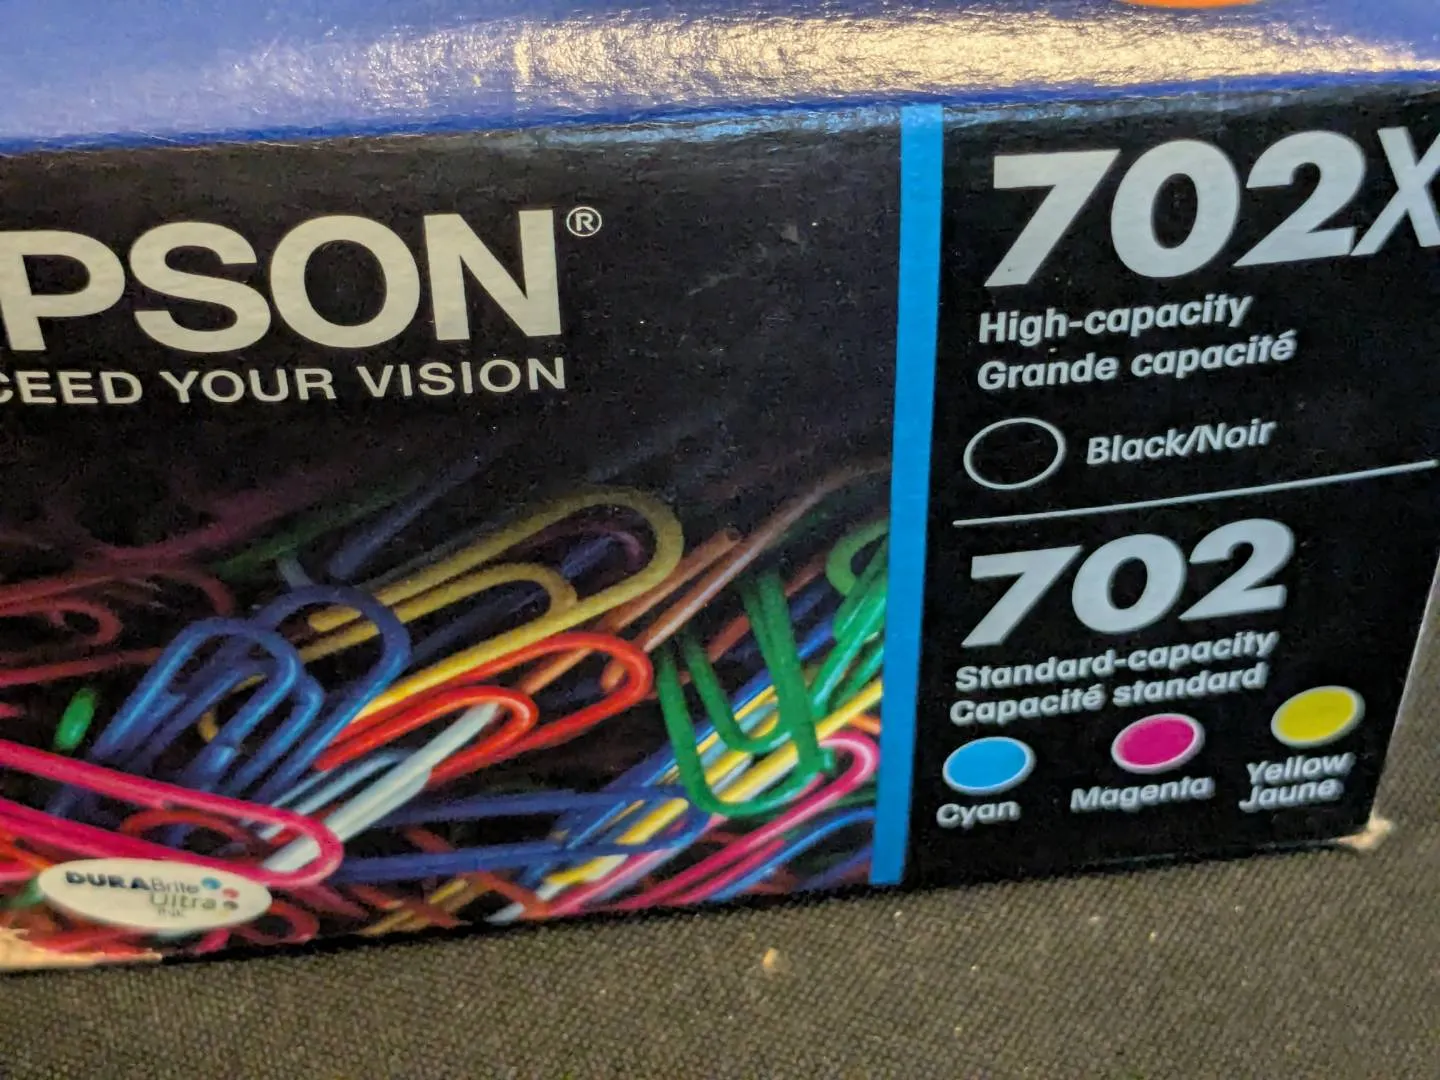 PSON®
CEED YOUR VISION
DURABrite
Ultra
INK
702X
High-capacity
Grande capacité
Black/Noir
702
Standard-capacity
Capacité standard
Cyan
Magenta
Yellow
Jaune